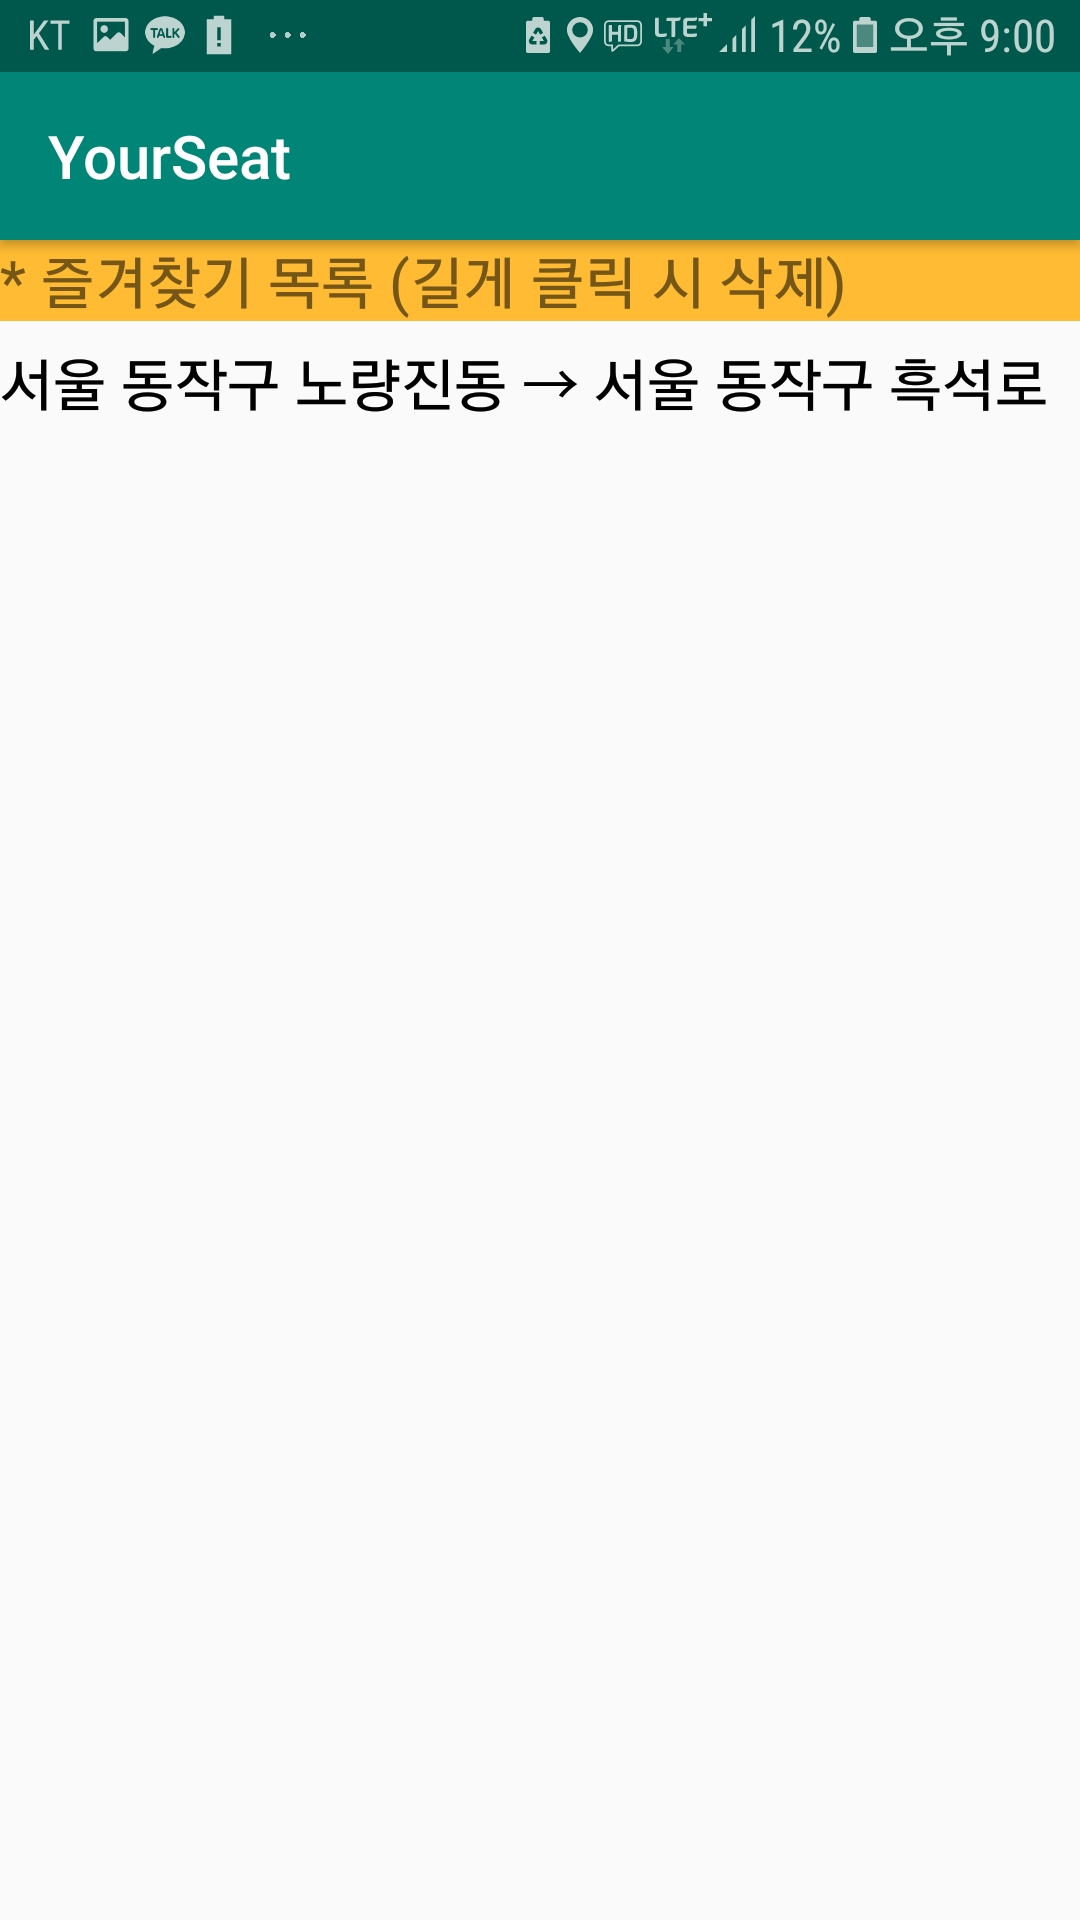 KT TALK HD LTE+ 12% 오후 9:00
YourSeat
* 즐겨찾기 목록 (길게 클릭 시 삭제)
서울 동작구 노량진동 → 서울 동작구 흑석로